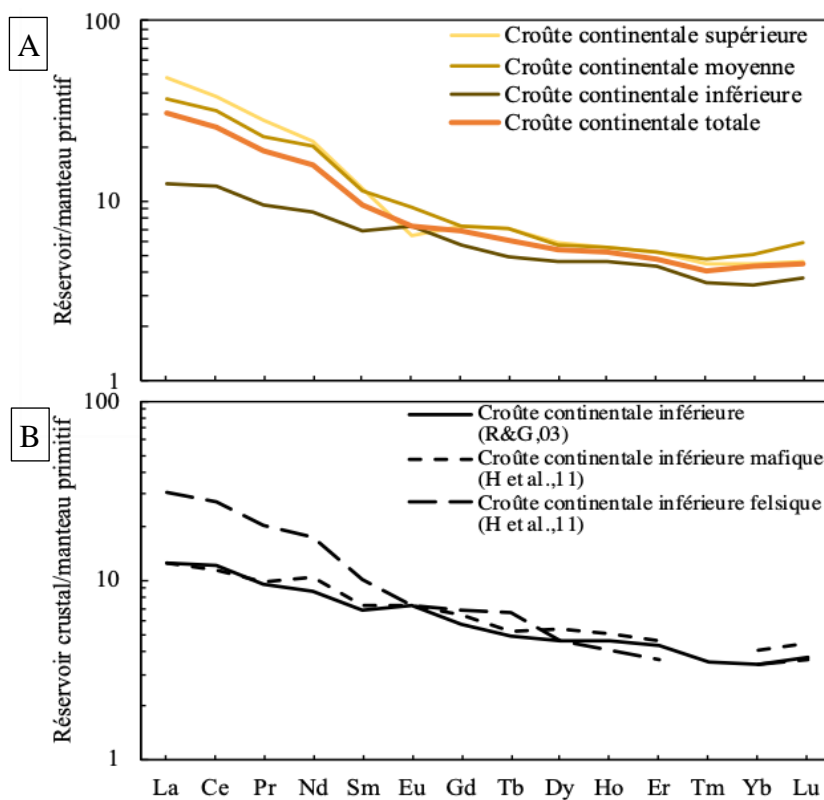 A
100
10
1
Réservoir/manteau primtif
Croûte continentale supérieure
Croûte continentale moyenne
Croûte continentale inférieure
Croûte continentale totale
B
100
10
1
Réservoir crustal/manteau primitif
Croûte continentale inférieure
(R&G,03)
Croûte continentale inférieure mafique
(H et al.,11)
Croûte continentale inférieure felsique
(H et al.,11)
La Ce Pr Nd Sm Eu Gd Tb Dy Ho Er Tm Yb Lu